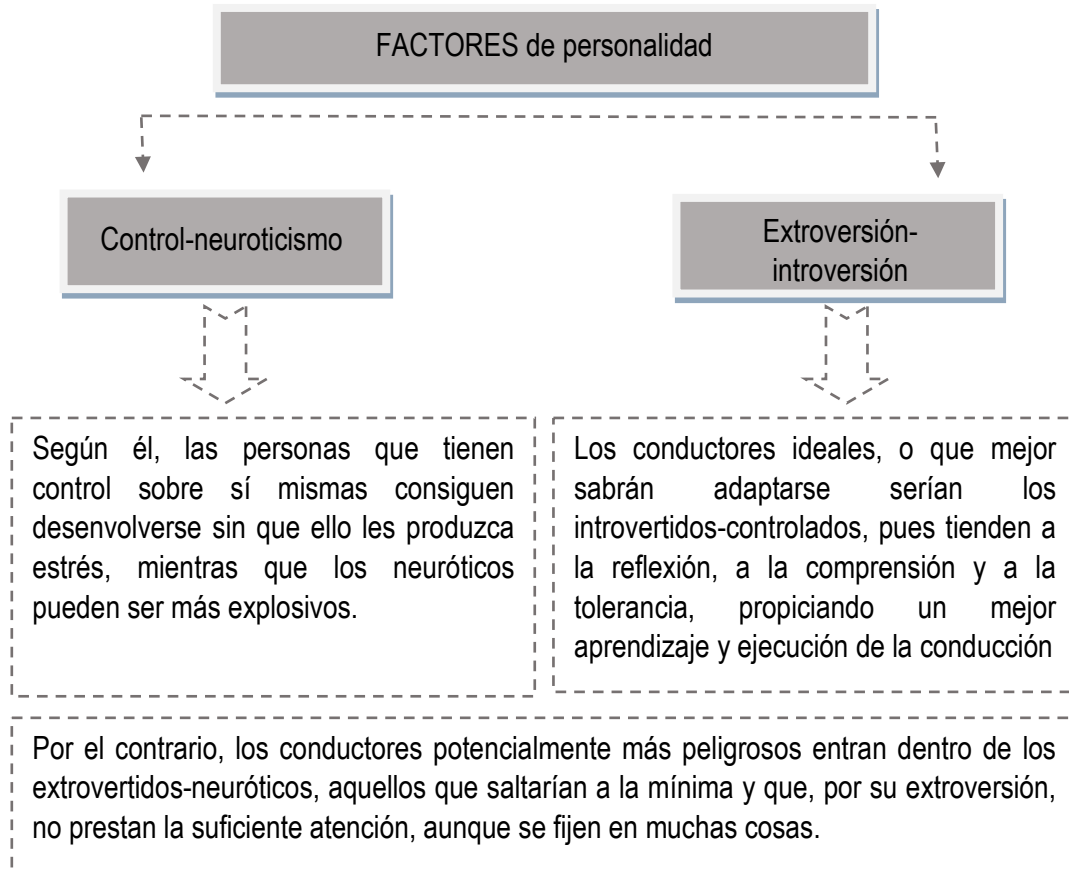 FACTORES de personalidad
Control-neuroticismo
Extroversión-
introversión
Según él, las personas que tienen
control sobre sí mismas consiguen
desenvolverse sin que ello les produzca
estrés, mientras que los neuróticos
pueden ser más explosivos.
Los conductores ideales, o que mejor
sabrán adaptarse serían los
introvertidos-controlados, pues tienden a
la reflexión, a la comprensión y a la
tolerancia, propiciando un mejor
aprendizaje y ejecución de la conducción
Por el contrario, los conductores potencialmente más peligrosos entran dentro de los
extrovertidos-neuróticos, aquellos que saltarían a la mínima y que, por su extroversión,
no prestan la suficiente atención, aunque se fijen en muchas cosas.